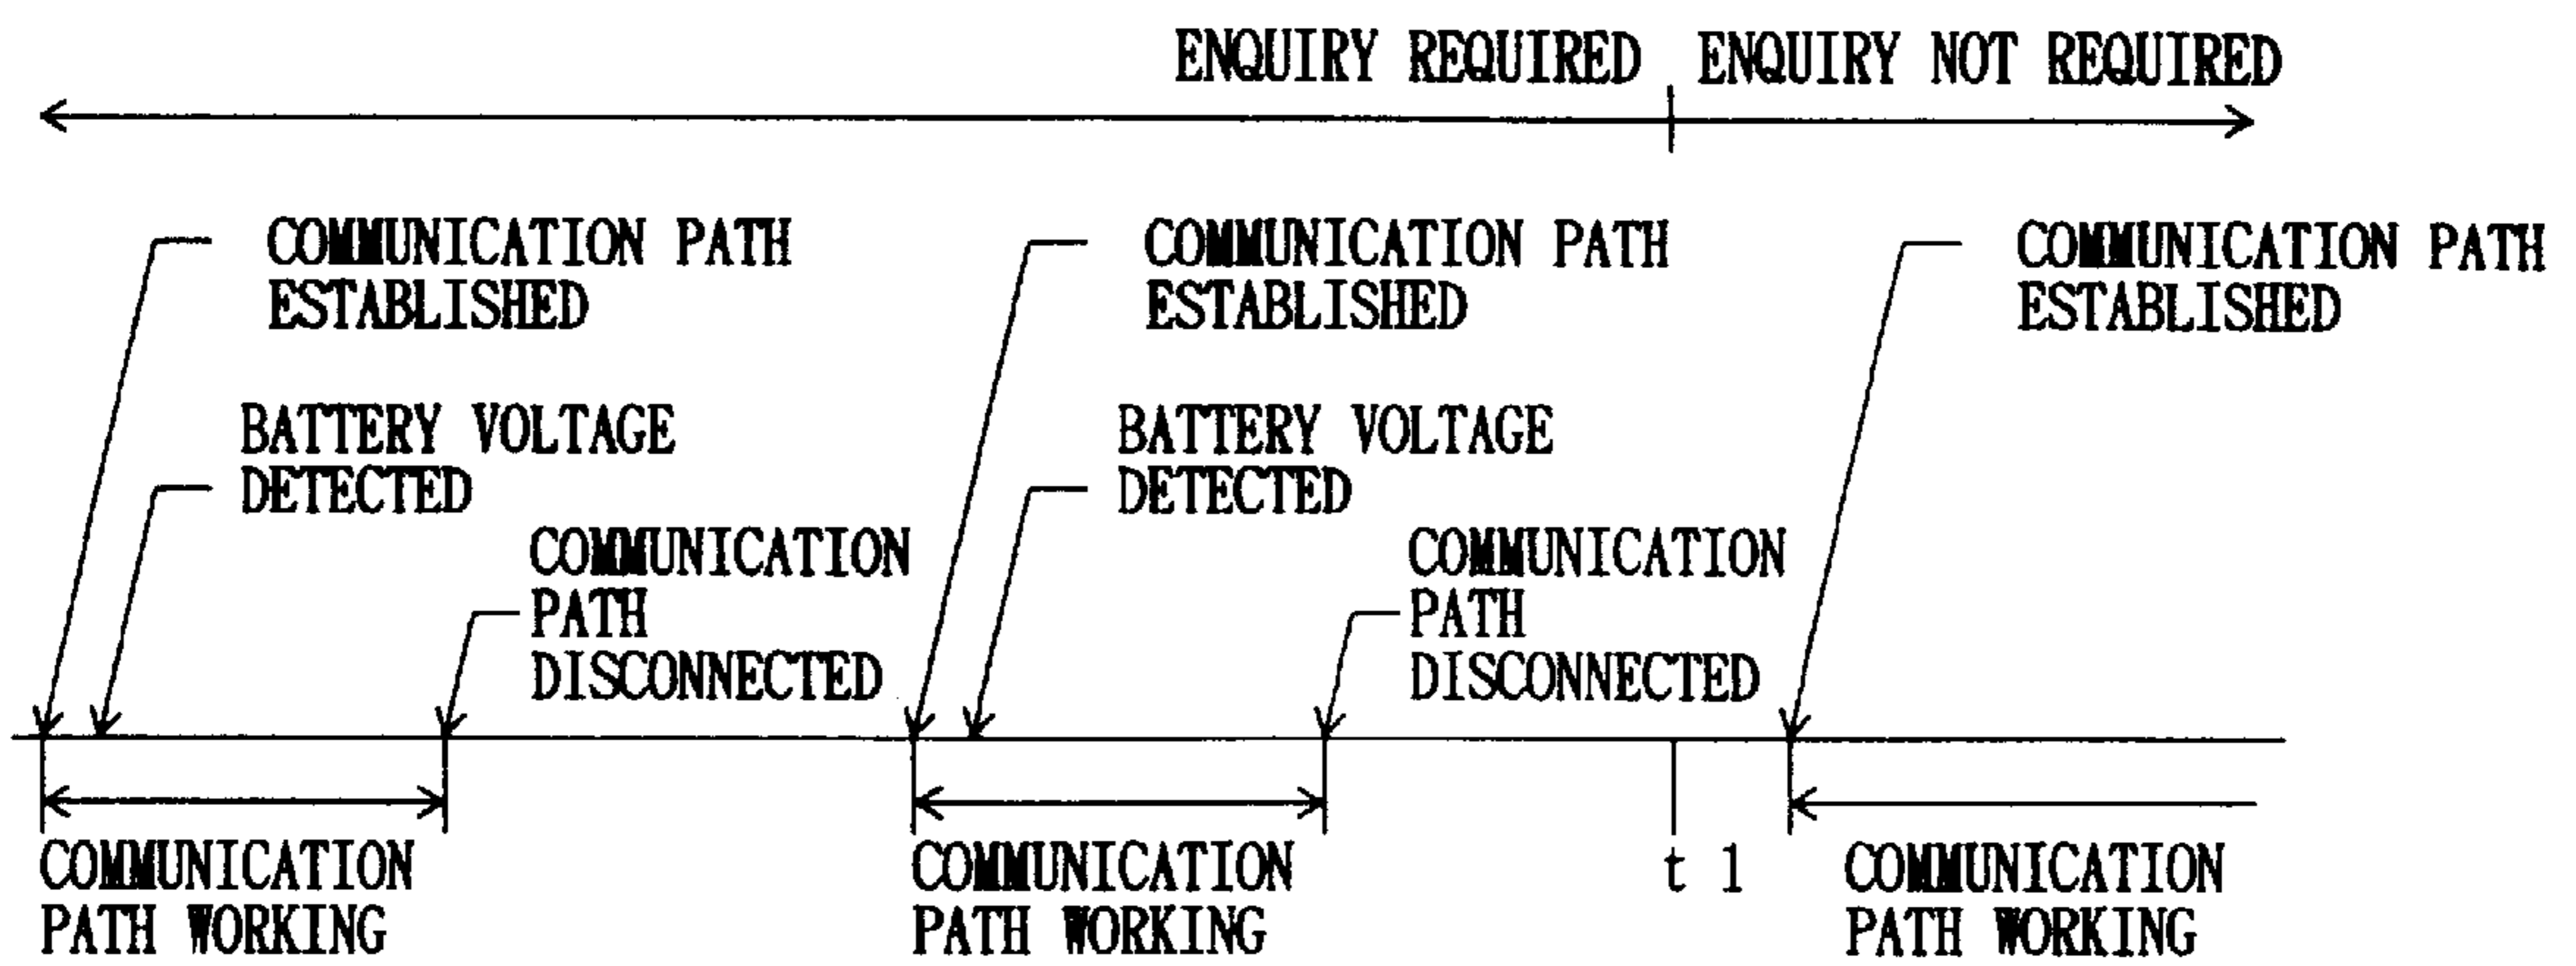 ENQUIRY REQUIRED
ENQUIRY NOT REQUIRED
COMMUNICATION PATH
ESTABLISHED
COMMUNICATION PATH
ESTABLISHED
COMMUNICATION PATH
ESTABLISHED
BATTERY VOLTAGE
DETECTED
BATTERY VOLTAGE
DETECTED
COMMUNICATION
PATH
DISCONNECTED
COMMUNICATION
PATH
DISCONNECTED
COMMUNICATION
PATH WORKING
COMMUNICATION
PATH WORKING
t 1
COMMUNICATION
PATH WORKING